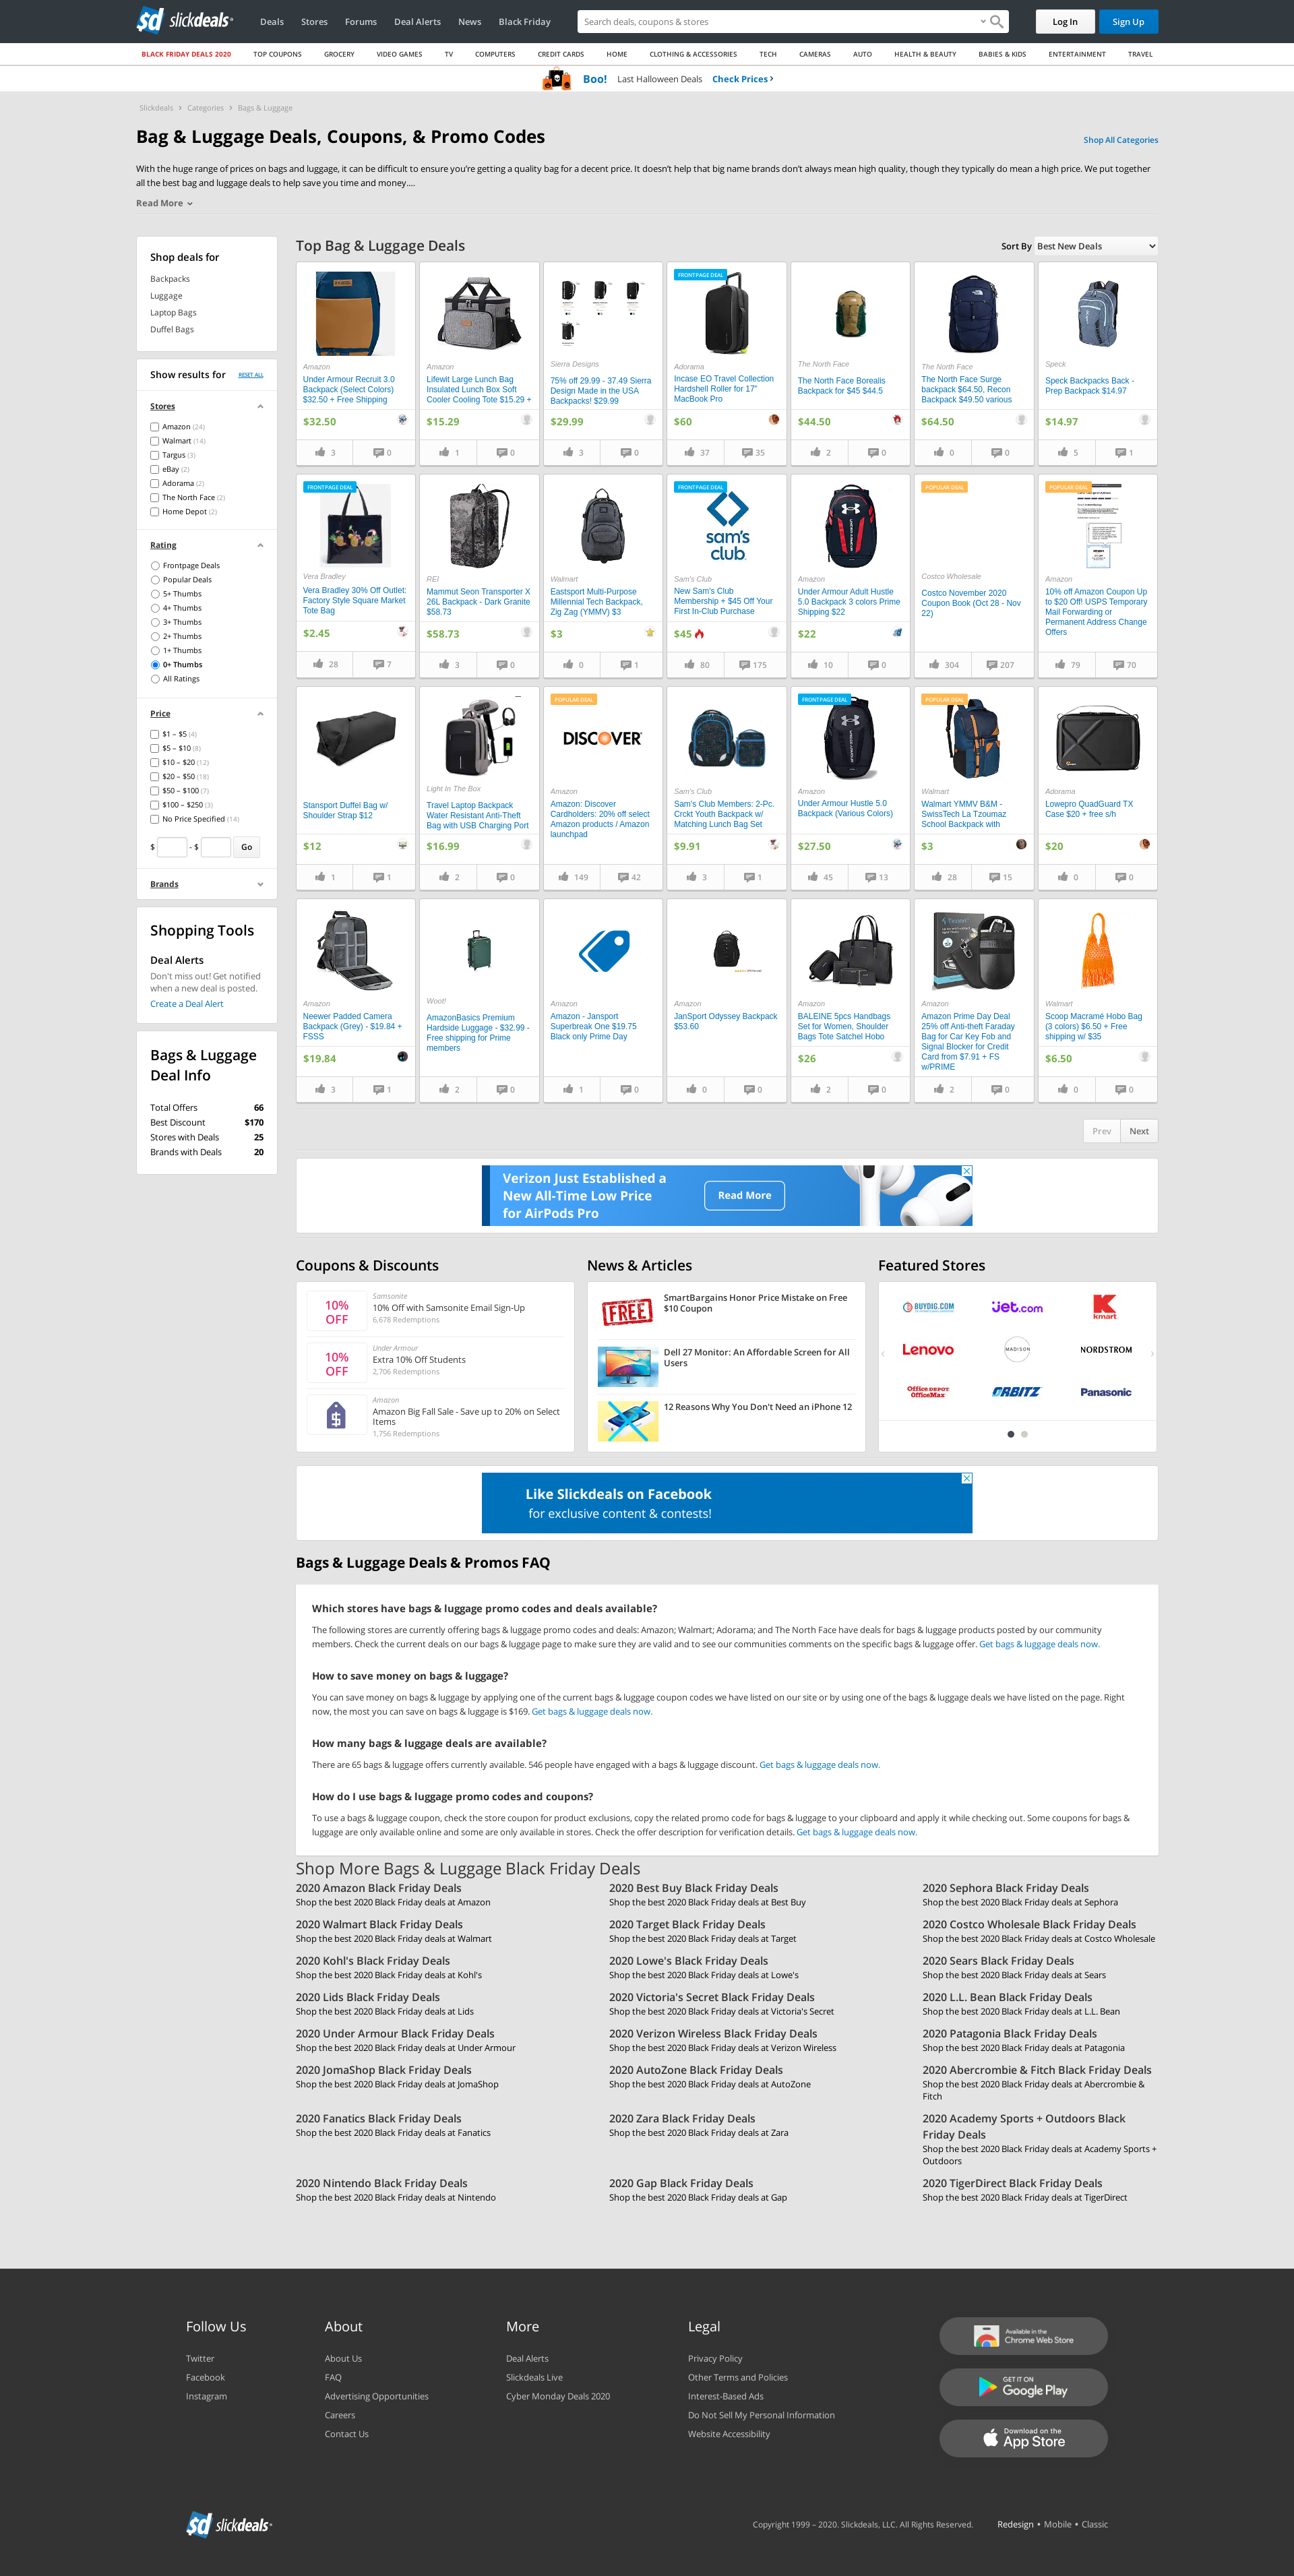 sd slickdeals
Deals
Stores
Forums
Deal Alerts
News
Black Friday
Search deals, coupons & stores
Log In
Sign Up
BLACK FRIDAY DEALS 2020
TOP COUPONS
GROCERY
VIDEO GAMES
TV
COMPUTERS
CREDIT CARDS
HOME
CLOTHING & ACCESSORIES
TECH
CAMERAS
AUTO
HEALTH & BEAUTY
BABIES & KIDS
ENTERTAINMENT
TRAVEL
Boo! Last Halloween Deals Check Prices ›
Slickdeals › Categories › Bags & Luggage
Bag & Luggage Deals, Coupons, & Promo Codes
Shop All Categories
With the huge range of prices on bags and luggage, it can be difficult to ensure you're getting a quality bag for a decent price. It doesn't help that big name brands don't always mean high quality, though they typically do mean a high price. We put together
all the best bag and luggage deals to help save you time and money....
Read More
Shop deals for
Backpacks
Luggage
Laptop Bags
Duffel Bags
Show results for RESET ALL
Stores
Amazon (24)
Walmart (14)
Targus (3)
eBay (2)
Adorama (2)
The North Face (2)
Home Depot (2)
Rating
Frontpage Deals
Popular Deals
5+ Thumbs
4+ Thumbs
3+ Thumbs
2+ Thumbs
1+ Thumbs
0+ Thumbs
All Ratings
Price
$1 – $5 (4)
$5 – $10 (8)
$10 – $20 (12)
$20 – $50 (18)
$50 – $100 (7)
$100 – $250 (3)
No Price Specified (14)
$ - $ Go
Brands
Shopping Tools
Deal Alerts
Don't miss out! Get notified
when a new deal is posted.
Create a Deal Alert
Bags & Luggage
Deal Info
Total Offers 66
Best Discount $170
Stores with Deals 25
Brands with Deals 20
Top Bag & Luggage Deals
Sort By Best New Deals
Amazon
Under Armour Recruit 3.0
Backpack (Select Colors)
$32.50 + Free Shipping
$32.50
3 0
Amazon
Lifewit Large Lunch Bag
Insulated Lunch Box Soft
Cooler Cooling Tote $15.29 +
$15.29
1 0
Sierra Designs
75% off 29.99 - 37.49 Sierra
Design Made in the USA
Backpacks! $29.99
$29.99
3 0
FRONTPAGE DEAL
Adorama
Incase EO Travel Collection
Hardshell Roller for 17"
MacBook Pro
$60
37 35
The North Face
The North Face Borealis
Backpack for $45 $44.5
$44.50
2 0
The North Face
The North Face Surge
backpack $64.50, Recon
Backpack $49.50 various
$64.50
0 0
Speck
Speck Backpacks Back -
Prep Backpack $14.97
$14.97
5 1
FRONTPAGE DEAL
Vera Bradley
Vera Bradley 30% Off Outlet:
Factory Style Square Market
Tote Bag
$2.45
28 7
REI
Mammut Seon Transporter X
26L Backpack - Dark Granite
$58.73
$58.73
3 0
Walmart
Eastsport Multi-Purpose
Millennial Tech Backpack,
Zig Zag (YMMV) $3
$3
0 1
FRONTPAGE DEAL
sam's club
Sam's Club
New Sam's Club
Membership + $45 Off Your
First In-Club Purchase
$45
80 175
Amazon
Under Armour Adult Hustle
5.0 Backpack 3 colors Prime
Shipping $22
$22
10 0
POPULAR DEAL
Costco Wholesale
Costco November 2020
Coupon Book (Oct 28 - Nov
22)
304 207
POPULAR DEAL
Amazon
10% off Amazon Coupon Up
to $20 Off! USPS Temporary
Mail Forwarding or
Permanent Address Change
Offers
79 70
Stansport Duffel Bag w/
Shoulder Strap $12
$12
1 1
Light In The Box
Travel Laptop Backpack
Water Resistant Anti-Theft
Bag with USB Charging Port
$16.99
2 0
POPULAR DEAL
DISCOVER
Amazon
Amazon: Discover
Cardholders: 20% off select
Amazon products / Amazon
launchpad
149 42
Sam's Club
Sam's Club Members: 2-Pc.
Crckt Youth Backpack w/
Matching Lunch Bag Set
$9.91
3 1
FRONTPAGE DEAL
Amazon
Under Armour Hustle 5.0
Backpack (Various Colors)
$27.50
45 13
POPULAR DEAL
Walmart
Walmart YMMV B&M -
SwissTech La Tzoumaz
School Backpack with
$3
28 15
Adorama
Lowepro QuadGuard TX
Case $20 + free s/h
$20
0 0
Amazon
Neewer Padded Camera
Backpack (Grey) - $19.84 +
FSSS
$19.84
3 1
Woot!
AmazonBasics Premium
Hardside Luggage - $32.99 -
Free shipping for Prime
members
2 0
Amazon
Amazon - Jansport
Superbreak One $19.75
Black only Prime Day
1 0
Amazon
JanSport Odyssey Backpack
$53.60
0 0
Amazon
BALEINE 5pcs Handbags
Set for Women, Shoulder
Bags Tote Satchel Hobo
$26
2 0
Amazon
Amazon Prime Day Deal
25% off Anti-theft Faraday
Bag for Car Key Fob and
Signal Blocker for Credit
Card from $7.91 + FS
w/PRIME
2 0
Walmart
Scoop Macramé Hobo Bag
(3 colors) $6.50 + Free
shipping w/ $35
$6.50
0 0
Prev Next
Verizon Just Established a
New All-Time Low Price
for AirPods Pro
Read More
Coupons & Discounts
10% OFF
Samsonite
10% Off with Samsonite Email Sign-Up
6,678 Redemptions
10% OFF
Under Armour
Extra 10% Off Students
2,706 Redemptions
Amazon
Amazon Big Fall Sale - Save up to 20% on Select
Items
1,756 Redemptions
News & Articles
FREE
SmartBargains Honor Price Mistake on Free
$10 Coupon
Dell 27 Monitor: An Affordable Screen for All
Users
12 Reasons Why You Don't Need an iPhone 12
Featured Stores
BUYDIG.COM
Jet.com
kmart
Lenovo
MADISON
NORDSTROM
Office DEPOT
OfficeMax
ORBITZ
Panasonic
Like Slickdeals on Facebook
for exclusive content & contests!
Bags & Luggage Deals & Promos FAQ
Which stores have bags & luggage promo codes and deals available?
The following stores are currently offering bags & luggage promo codes and deals: Amazon; Walmart; Adorama; and The North Face have deals for bags & luggage products posted by our community
members. Check the current deals on our bags & luggage page to make sure they are valid and to see our communities comments on the specific bags & luggage offer. Get bags & luggage deals now.
How to save money on bags & luggage?
You can save money on bags & luggage by applying one of the current bags & luggage coupon codes we have listed on our site or by using one of the bags & luggage deals we have listed on the page. Right
now, the most you can save on bags & luggage is $169. Get bags & luggage deals now.
How many bags & luggage deals are available?
There are 65 bags & luggage offers currently available. 546 people have engaged with a bags & luggage discount. Get bags & luggage deals now.
How do I use bags & luggage promo codes and coupons?
To use a bags & luggage coupon, check the store coupon for product exclusions, copy the related promo code for bags & luggage to your clipboard and apply it while checking out. Some coupons for bags &
luggage are only available online and some are only available in stores. Check the offer description for verification details. Get bags & luggage deals now.
Shop More Bags & Luggage Black Friday Deals
2020 Amazon Black Friday Deals
Shop the best 2020 Black Friday deals at Amazon
2020 Best Buy Black Friday Deals
Shop the best 2020 Black Friday deals at Best Buy
2020 Sephora Black Friday Deals
Shop the best 2020 Black Friday deals at Sephora
2020 Walmart Black Friday Deals
Shop the best 2020 Black Friday deals at Walmart
2020 Target Black Friday Deals
Shop the best 2020 Black Friday deals at Target
2020 Costco Wholesale Black Friday Deals
Shop the best 2020 Black Friday deals at Costco Wholesale
2020 Kohl's Black Friday Deals
Shop the best 2020 Black Friday deals at Kohl's
2020 Lowe's Black Friday Deals
Shop the best 2020 Black Friday deals at Lowe's
2020 Sears Black Friday Deals
Shop the best 2020 Black Friday deals at Sears
2020 Lids Black Friday Deals
Shop the best 2020 Black Friday deals at Lids
2020 Victoria's Secret Black Friday Deals
Shop the best 2020 Black Friday deals at Victoria's Secret
2020 L.L. Bean Black Friday Deals
Shop the best 2020 Black Friday deals at L.L. Bean
2020 Under Armour Black Friday Deals
Shop the best 2020 Black Friday deals at Under Armour
2020 Verizon Wireless Black Friday Deals
Shop the best 2020 Black Friday deals at Verizon Wireless
2020 Patagonia Black Friday Deals
Shop the best 2020 Black Friday deals at Patagonia
2020 JomaShop Black Friday Deals
Shop the best 2020 Black Friday deals at JomaShop
2020 AutoZone Black Friday Deals
Shop the best 2020 Black Friday deals at AutoZone
2020 Abercrombie & Fitch Black Friday Deals
Shop the best 2020 Black Friday deals at Abercrombie &
Fitch
2020 Fanatics Black Friday Deals
Shop the best 2020 Black Friday deals at Fanatics
2020 Zara Black Friday Deals
Shop the best 2020 Black Friday deals at Zara
2020 Academy Sports + Outdoors Black
Friday Deals
Shop the best 2020 Black Friday deals at Academy Sports +
Outdoors
2020 Nintendo Black Friday Deals
Shop the best 2020 Black Friday deals at Nintendo
2020 Gap Black Friday Deals
Shop the best 2020 Black Friday deals at Gap
2020 TigerDirect Black Friday Deals
Shop the best 2020 Black Friday deals at TigerDirect
Follow Us
Twitter
Facebook
Instagram
About
About Us
FAQ
Advertising Opportunities
Careers
Contact Us
More
Deal Alerts
Slickdeals Live
Cyber Monday Deals 2020
Legal
Privacy Policy
Other Terms and Policies
Interest-Based Ads
Do Not Sell My Personal Information
Website Accessibility
Available in the
Chrome Web Store
GET IT ON
Google Play
Download on the
App Store
sd slickdeals
Copyright 1999 – 2020. Slickdeals, LLC. All Rights Reserved.
Redesign • Mobile • Classic